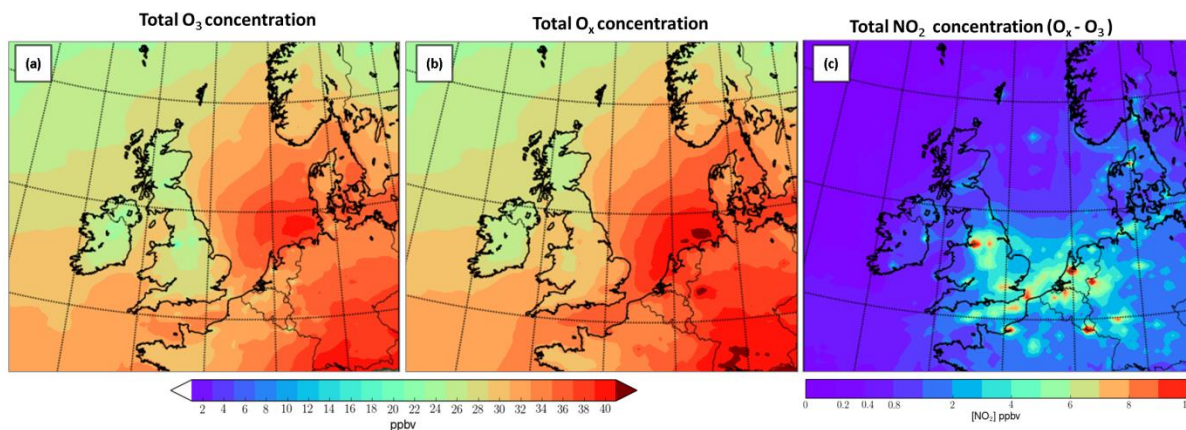 Total O₃ concentration
Total Oₓ concentration
Total NO₂ concentration (Oₓ - O₃)
(a)
(b)
(c)
2 4 6 8 10 12 14 16 18 20 22 24 26 28 30 32 34 36 38 40
ppbv
0 0.2 0.4 0.8 2 4 6 8 1
[NO₂] ppbv